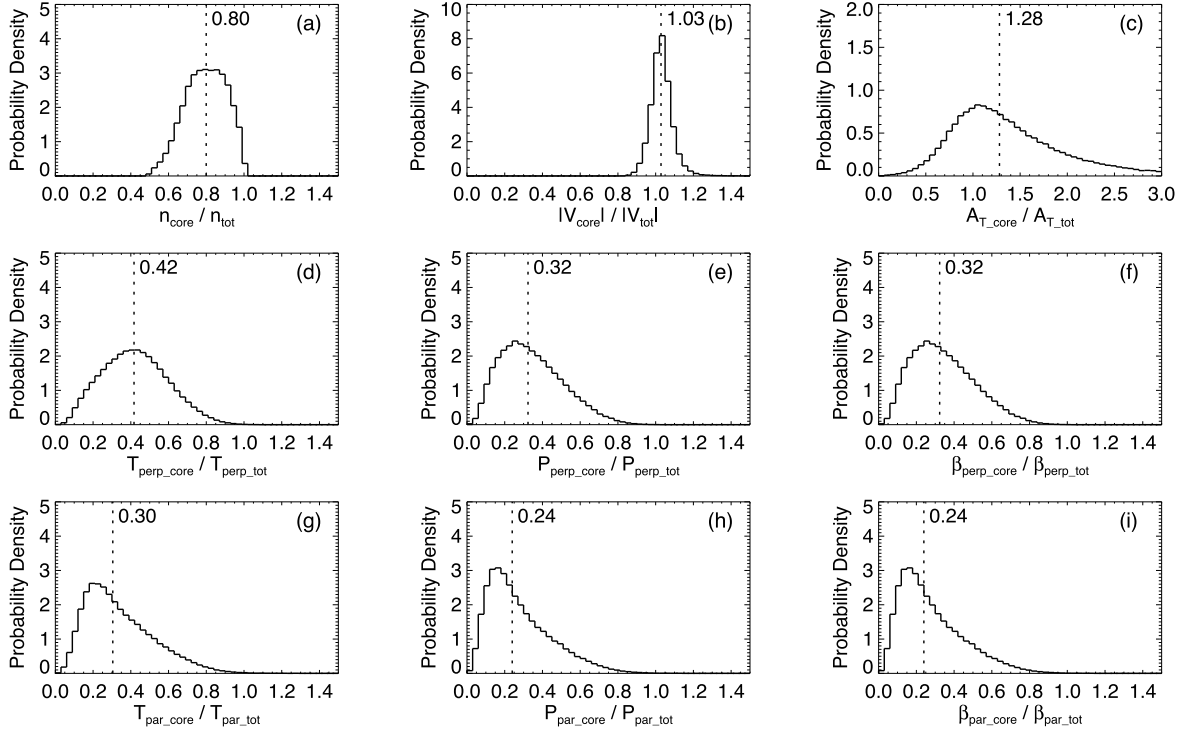 5
4
3
2
1
0
Probability Density
0.80
(a)
0.0 0.2 0.4 0.6 0.8 1.0 1.2 1.4
n_core / n_tot
10
8
6
4
2
0
Probability Density
1.03
(b)
0.0 0.2 0.4 0.6 0.8 1.0 1.2 1.4
|V_core| / |V_tot|
2.0
1.5
1.0
0.5
0.0
Probability Density
1.28
(c)
0.0 0.5 1.0 1.5 2.0 2.5 3.0
A_T_core / A_T_tot
5
4
3
2
1
0
Probability Density
0.42
(d)
0.0 0.2 0.4 0.6 0.8 1.0 1.2 1.4
T_perp_core / T_perp_tot
5
4
3
2
1
0
Probability Density
0.32
(e)
0.0 0.2 0.4 0.6 0.8 1.0 1.2 1.4
P_perp_core / P_perp_tot
5
4
3
2
1
0
Probability Density
0.32
(f)
0.0 0.2 0.4 0.6 0.8 1.0 1.2 1.4
β_perp_core / β_perp_tot
5
4
3
2
1
0
Probability Density
0.30
(g)
0.0 0.2 0.4 0.6 0.8 1.0 1.2 1.4
T_par_core / T_par_tot
5
4
3
2
1
0
Probability Density
0.24
(h)
0.0 0.2 0.4 0.6 0.8 1.0 1.2 1.4
P_par_core / P_par_tot
5
4
3
2
1
0
Probability Density
0.24
(i)
0.0 0.2 0.4 0.6 0.8 1.0 1.2 1.4
β_par_core / β_par_tot